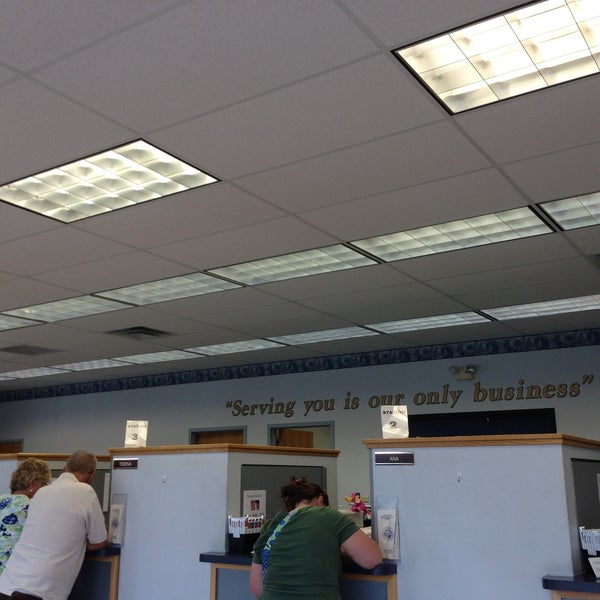 "Serving you is our only business"
STATION
3
STATION
2
TEENA
ANA